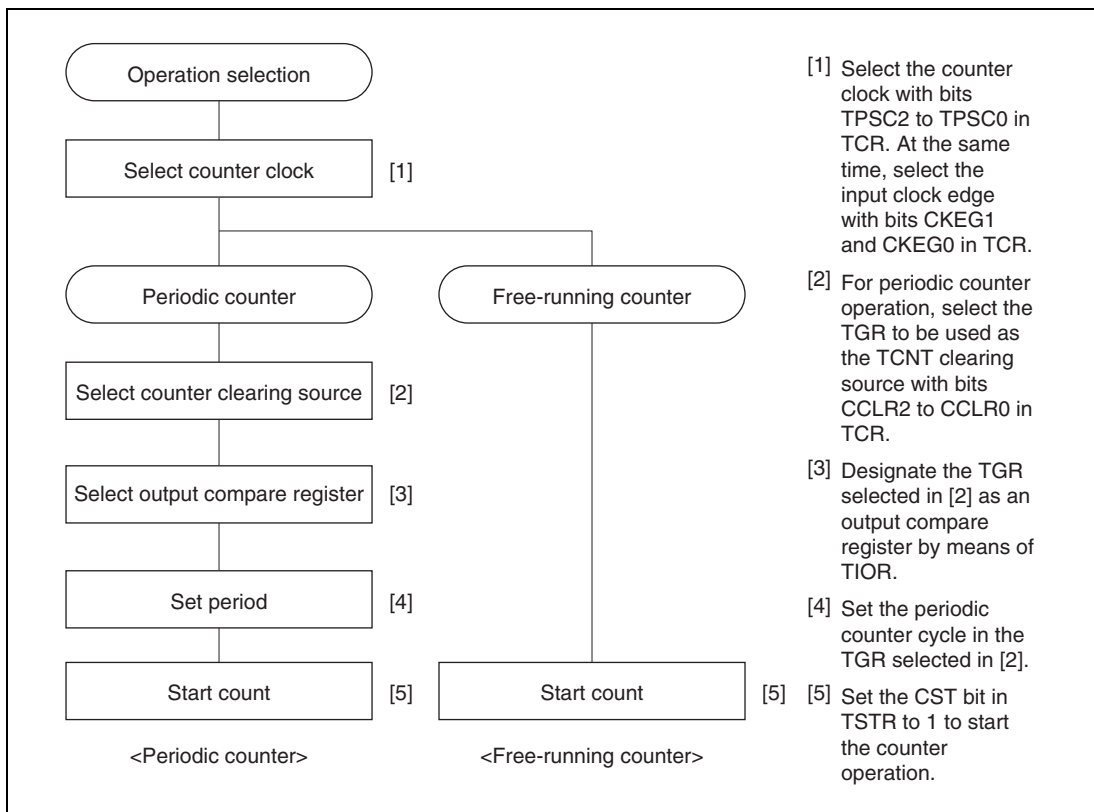 Operation selection
Select counter clock
[1]
Periodic counter
Free-running counter
Select counter clearing source
[2]
Select output compare register
[3]
Set period
[4]
Start count
[5]
Start count
[5]
<Periodic counter>
<Free-running counter>
[1] Select the counter
clock with bits
TPSC2 to TPSC0 in
TCR. At the same
time, select the
input clock edge
with bits CKEG1
and CKEG0 in TCR.
[2] For periodic counter
operation, select the
TGR to be used as
the TCNT clearing
source with bits
CCLR2 to CCLR0 in
TCR.
[3] Designate the TGR
selected in [2] as an
output compare
register by means of
TIOR.
[4] Set the periodic
counter cycle in the
TGR selected in [2].
[5] Set the CST bit in
TSTR to 1 to start
the counter
operation.